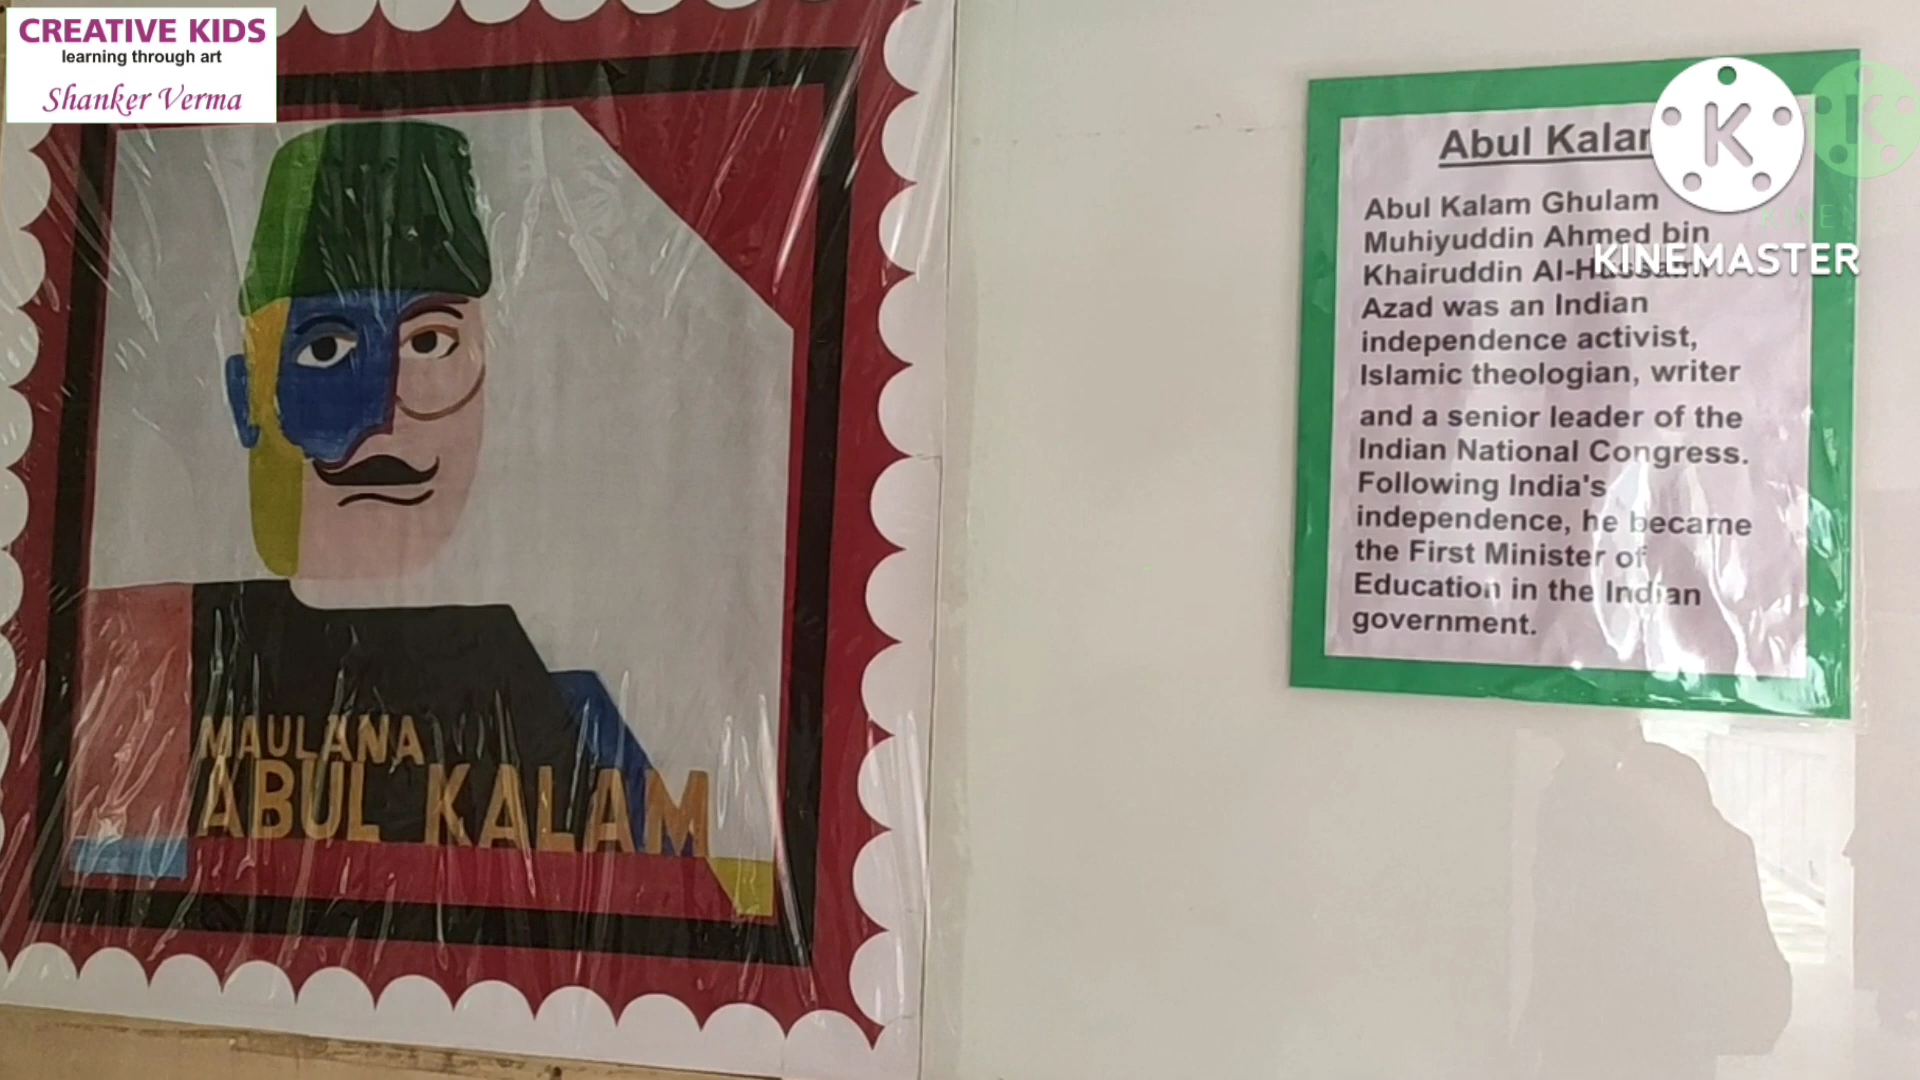 CREATIVE KIDS
learning through art
Shanker Verma
MAULANA
ABUL KALAM
Abul
Abul Kalam Ghulam
Muhiyuddin Ahmed bin
Khairuddin
Azad was an Indian
independence activist,
Islamic theologian, writer
and a senior leader of the
Indian National Congress.
Following India's
independence, he became
the First Minister of
Education in the Indian
government.
K
KINEMASTER